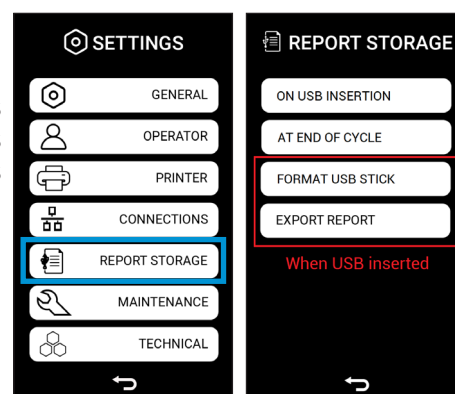 SETTINGS
GENERAL
OPERATOR
PRINTER
CONNECTIONS
REPORT STORAGE
MAINTENANCE
TECHNICAL
REPORT STORAGE
ON USB INSERTION
AT END OF CYCLE
FORMAT USB STICK
EXPORT REPORT
When USB inserted